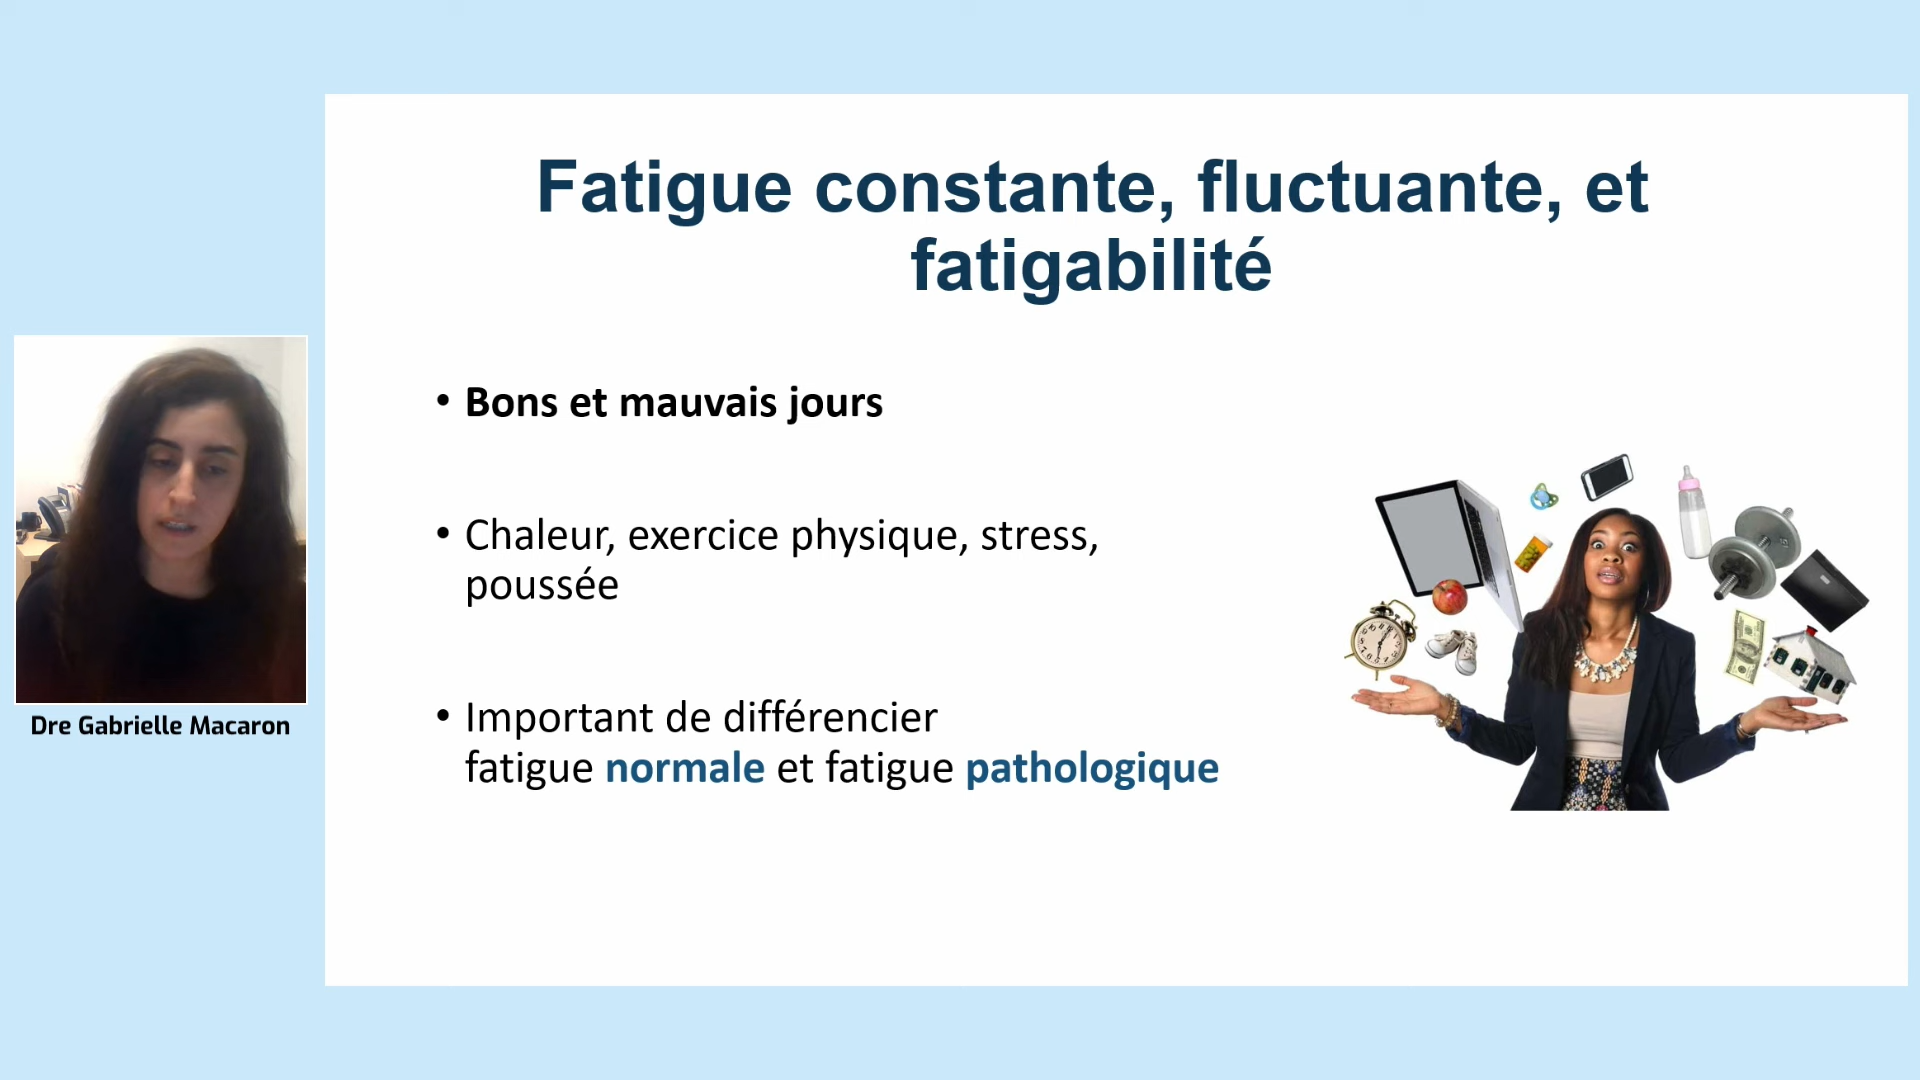 Fatigue constante, fluctuante, et
fatigabilité
• Bons et mauvais jours
• Chaleur, exercice physique, stress,
poussée
• Important de différencier
fatigue normale et fatigue pathologique
Dre Gabrielle Macaron